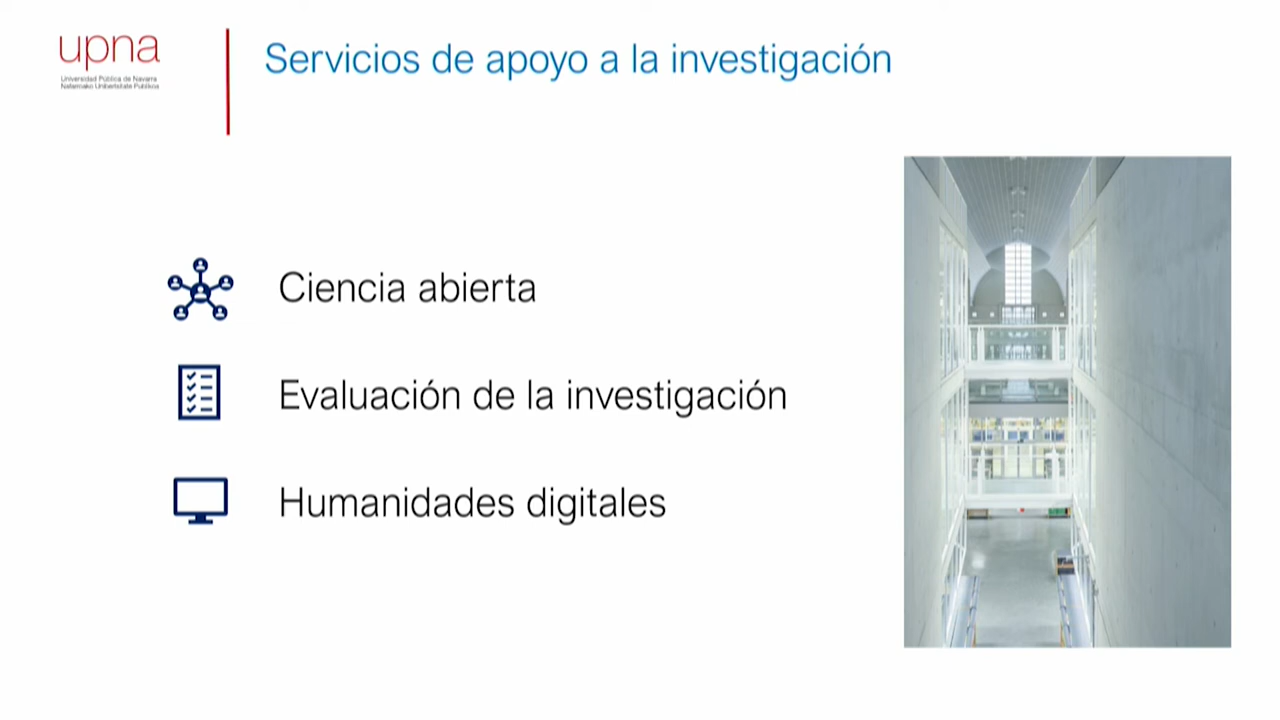 upna
Universidad Pública de Navarra
Nafarroako Unibertsitate Publikoa
Servicios de apoyo a la investigación
Ciencia abierta
Evaluación de la investigación
Humanidades digitales